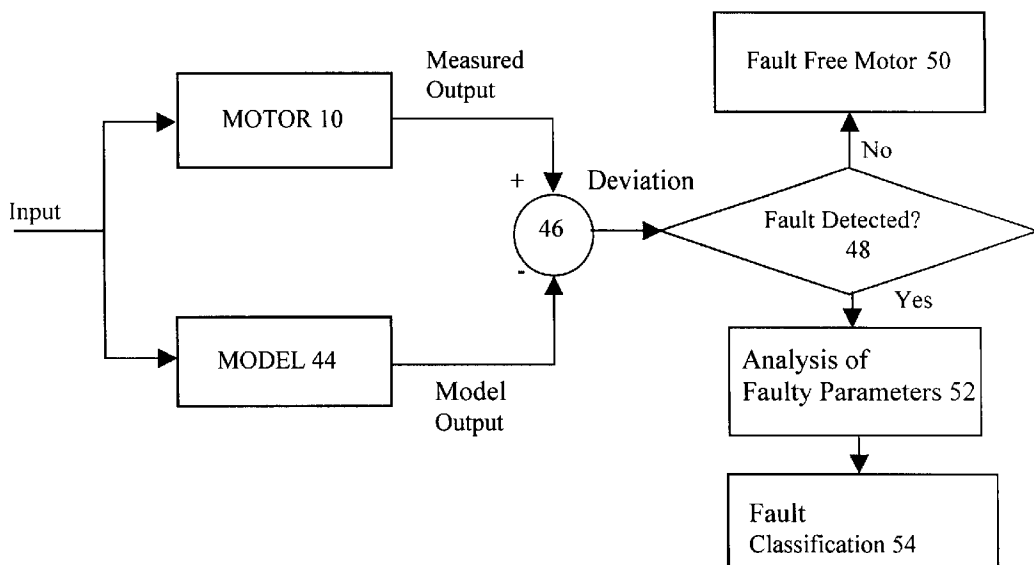 Input
MOTOR 10
MODEL 44
Measured
Output
Model
Output
+
46
-
Deviation
Fault Detected?
48
No
Fault Free Motor 50
Yes
Analysis of
Faulty Parameters 52
Fault
Classification 54